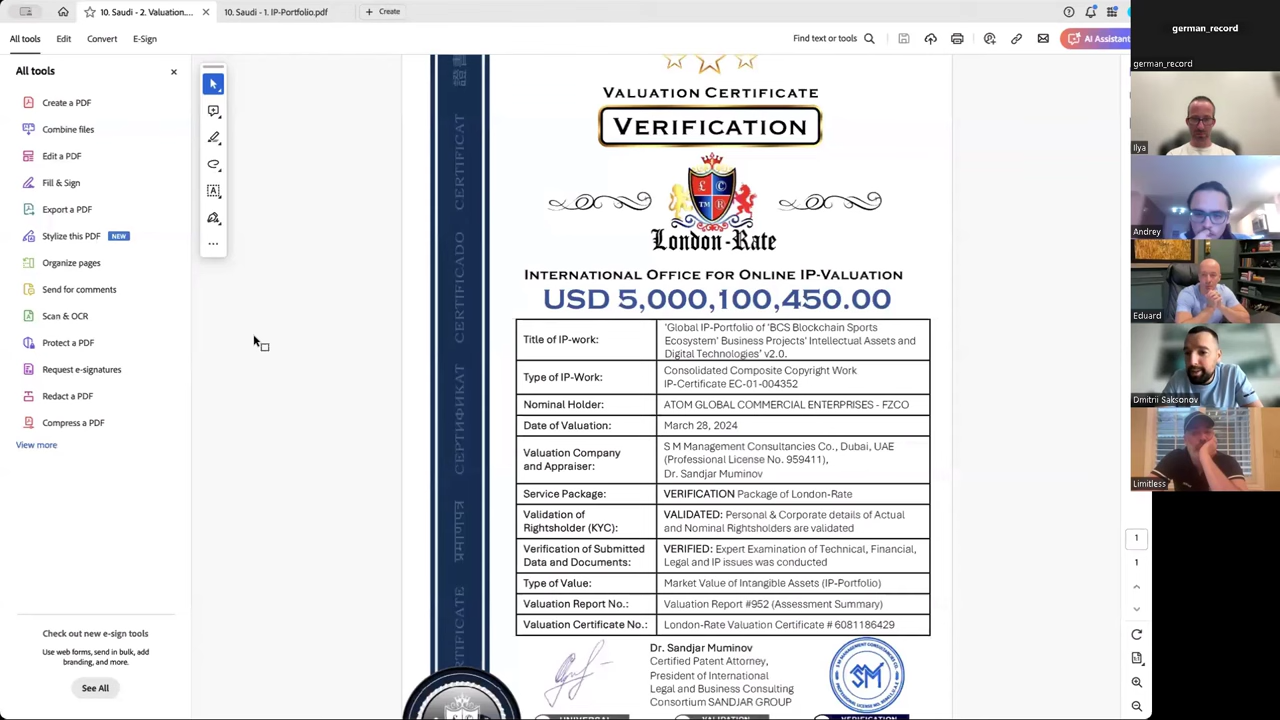 10. Saudi - 2. Valuation....
10. Saudi - 1. IP-Portfolio.pdf
Create
All tools
Edit
Convert
E-Sign
Find text or tools
AI Assistant
All tools
Create a PDF
Combine files
Edit a PDF
Fill & Sign
Export a PDF
Stylize this PDF NEW
Organize pages
Send for comments
Scan & OCR
Protect a PDF
Request e-signatures
Redact a PDF
Compress a PDF
View more
Check out new e-sign tools
Use web forms, send in bulk, add
branding, and more.
See All
CERTIFICAT
CERTIFICADO
СЕРТИФИКАТ
CERTIFICATE
VALUATION CERTIFICATE
VERIFICATION
£ © TM R
London-Rate
INTERNATIONAL OFFICE FOR ONLINE IP-VALUATION
USD 5,000,100,450.00
Title of IP-work:
'Global IP-Portfolio of 'BCS Blockchain Sports
Ecosystem' Business Projects' Intellectual Assets and
Digital Technologies' v2.0.
Type of IP-Work:
Consolidated Composite Copyright Work
IP-Certificate EC-01-004352
Nominal Holder:
ATOM GLOBAL COMMERCIAL ENTERPRISES - FZCO
Date of Valuation:
March 28, 2024
Valuation Company
and Appraiser:
S M Management Consultancies Co., Dubai, UAE
(Professional License No. 959411),
Dr. Sandjar Muminov
Service Package:
VERIFICATION Package of London-Rate
Validation of
Rightsholder (KYC):
VALIDATED: Personal & Corporate details of Actual
and Nominal Rightsholders are validated
Verification of Submitted
Data and Documents:
VERIFIED: Expert Examination of Technical, Financial,
Legal and IP issues was conducted
Type of Value:
Market Value of Intangible Assets (IP-Portfolio)
Valuation Report No.:
Valuation Report #952 (Assessment Summary)
Valuation Certificate No.:
London-Rate Valuation Certificate # 6081186429
Dr. Sandjar Muminov
Certified Patent Attorney,
President of International
Legal and Business Consulting
Consortium SANDJAR GROUP
SM
UNIVERSAL
VALIDATION
VERIFICATION
1
1
german_record
german_record
Ilya
Andrey
Eduard
Dmitrii Saksonov
Limitless